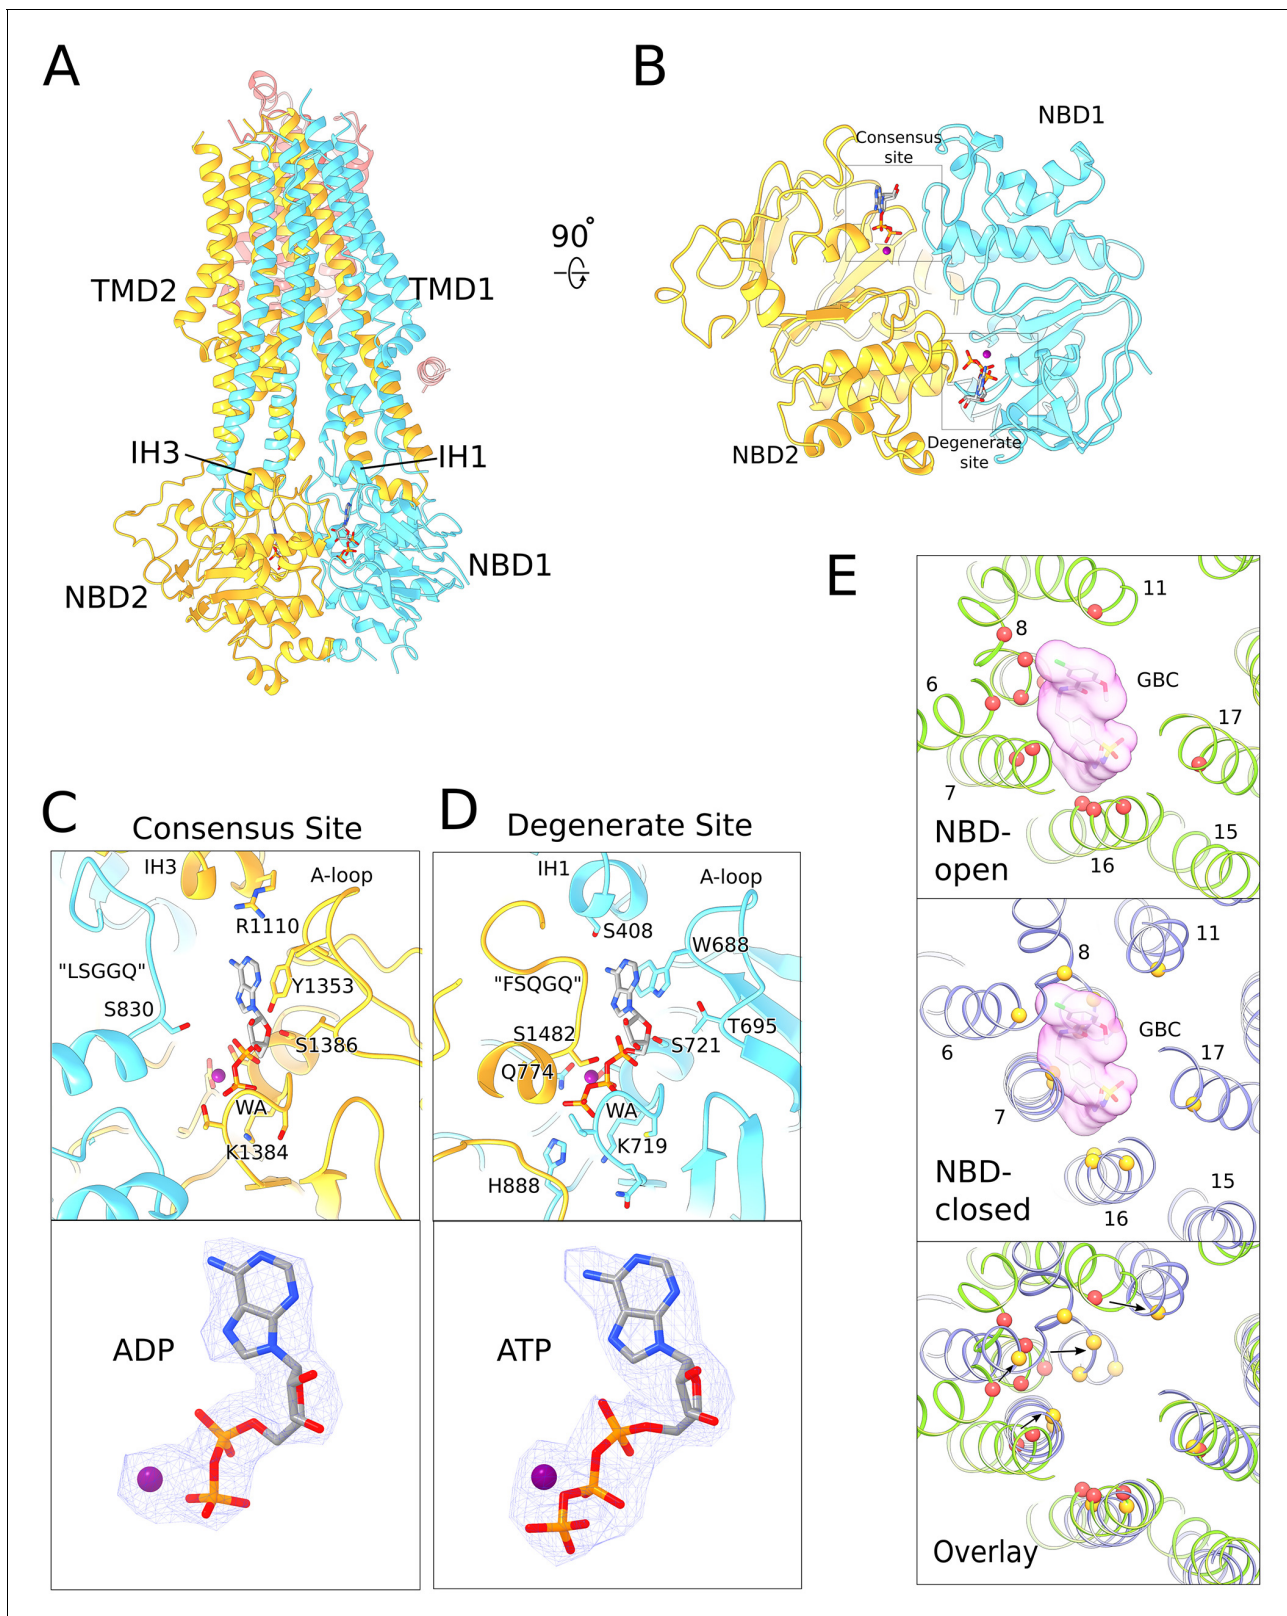 A
TMD2
TMD1
IH3
IH1
NBD2
NBD1
90°
B
NBD1
Consensus
site
NBD2
Degenerate
site
C
Consensus Site
IH3
A-loop
R1110
"LSGGQ"
Y1353
S830
S1386
WA
K1384
ADP
D
Degenerate Site
IH1
A-loop
S408
W688
"FSQGQ"
T695
S1482
S721
Q774
WA
K719
H888
ATP
E
11
8
6
GBC
17
7
NBD-
open
15
16
11
8
GBC
6
17
7
NBD-
closed
15
16
Overlay